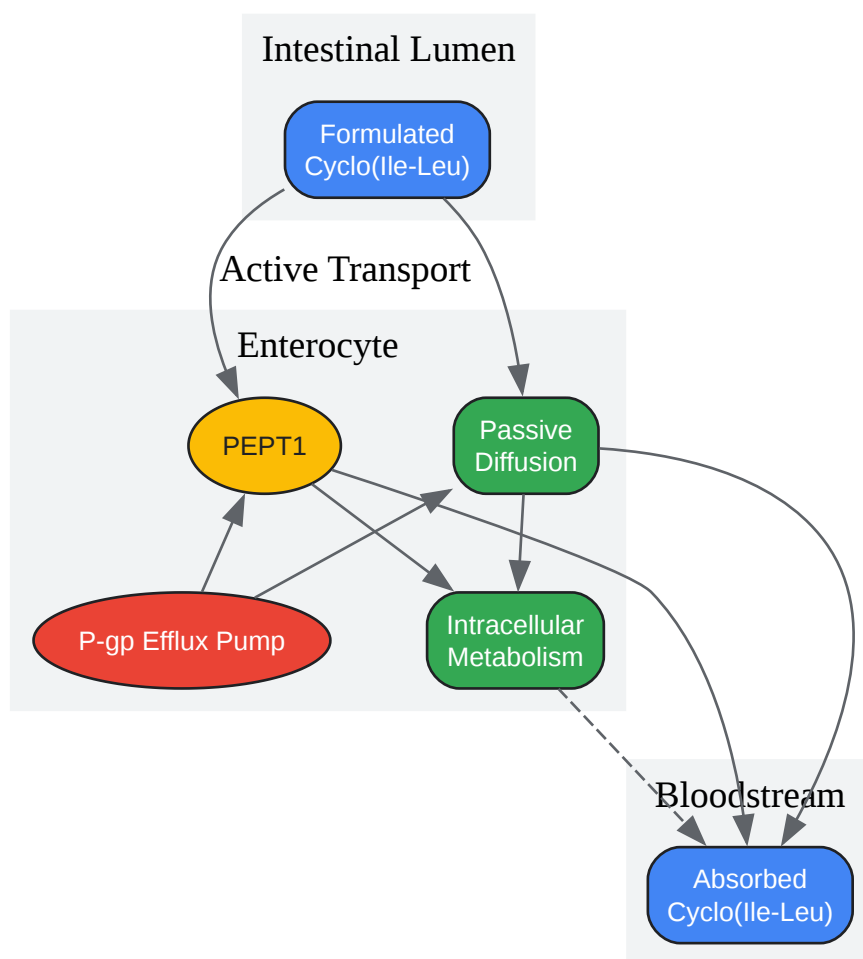 Intestinal Lumen
Formulated
Cyclo(Ile-Leu)
Active Transport
Enterocyte
PEPT1
Passive
Diffusion
P-gp Efflux Pump
Intracellular
Metabolism
Bloodstream
Absorbed
Cyclo(Ile-Leu)